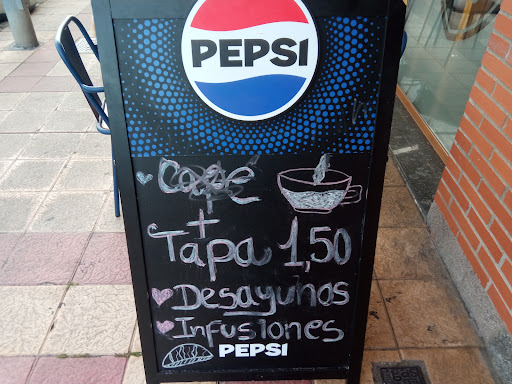 PEPSI
Café
+
Tapa 1,50
Desayunos
Infusiones
PEPSI